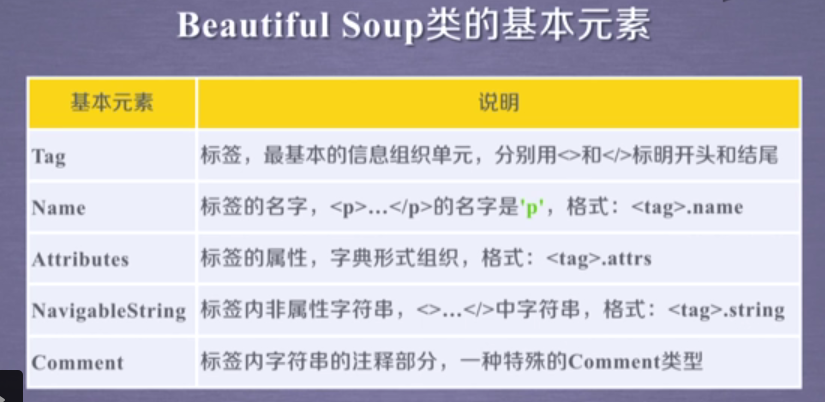 Beautiful Soup类的基本元素
基本元素 说明
Tag 标签，最基本的信息组织单元，分别用<>和</>标明开头和结尾
Name 标签的名字，<p>…</p>的名字是'p'，格式：<tag>.name
Attributes 标签的属性，字典形式组织，格式：<tag>.attrs
NavigableString 标签内非属性字符串，<>…</>中字符串，格式：<tag>.string
Comment 标签内字符串的注释部分，一种特殊的Comment类型